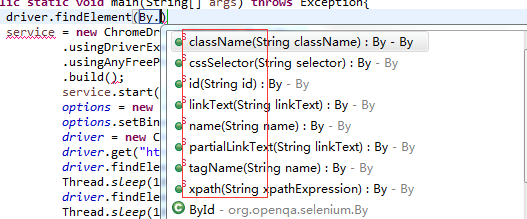 lic static void main(String[] args) throws Exception{
driver.findElement(By.)
service = new ChromeDr
.usingDriverEx
.usingAnyFreeP
.build();
service.start(
options = new
options.setBin
driver = new C
driver.get("ht
driver.findEle
Thread.sleep(1
driver.findEle
Thread.sleep(1
className(String className) : By - By
cssSelector(String selector) : By - By
id(String id) : By - By
linkText(String linkText) : By - By
name(String name) : By - By
partialLinkText(String linkText) : By - By
tagName(String name) : By - By
xpath(String xpathExpression) : By - By
ById - org.openqa.selenium.By